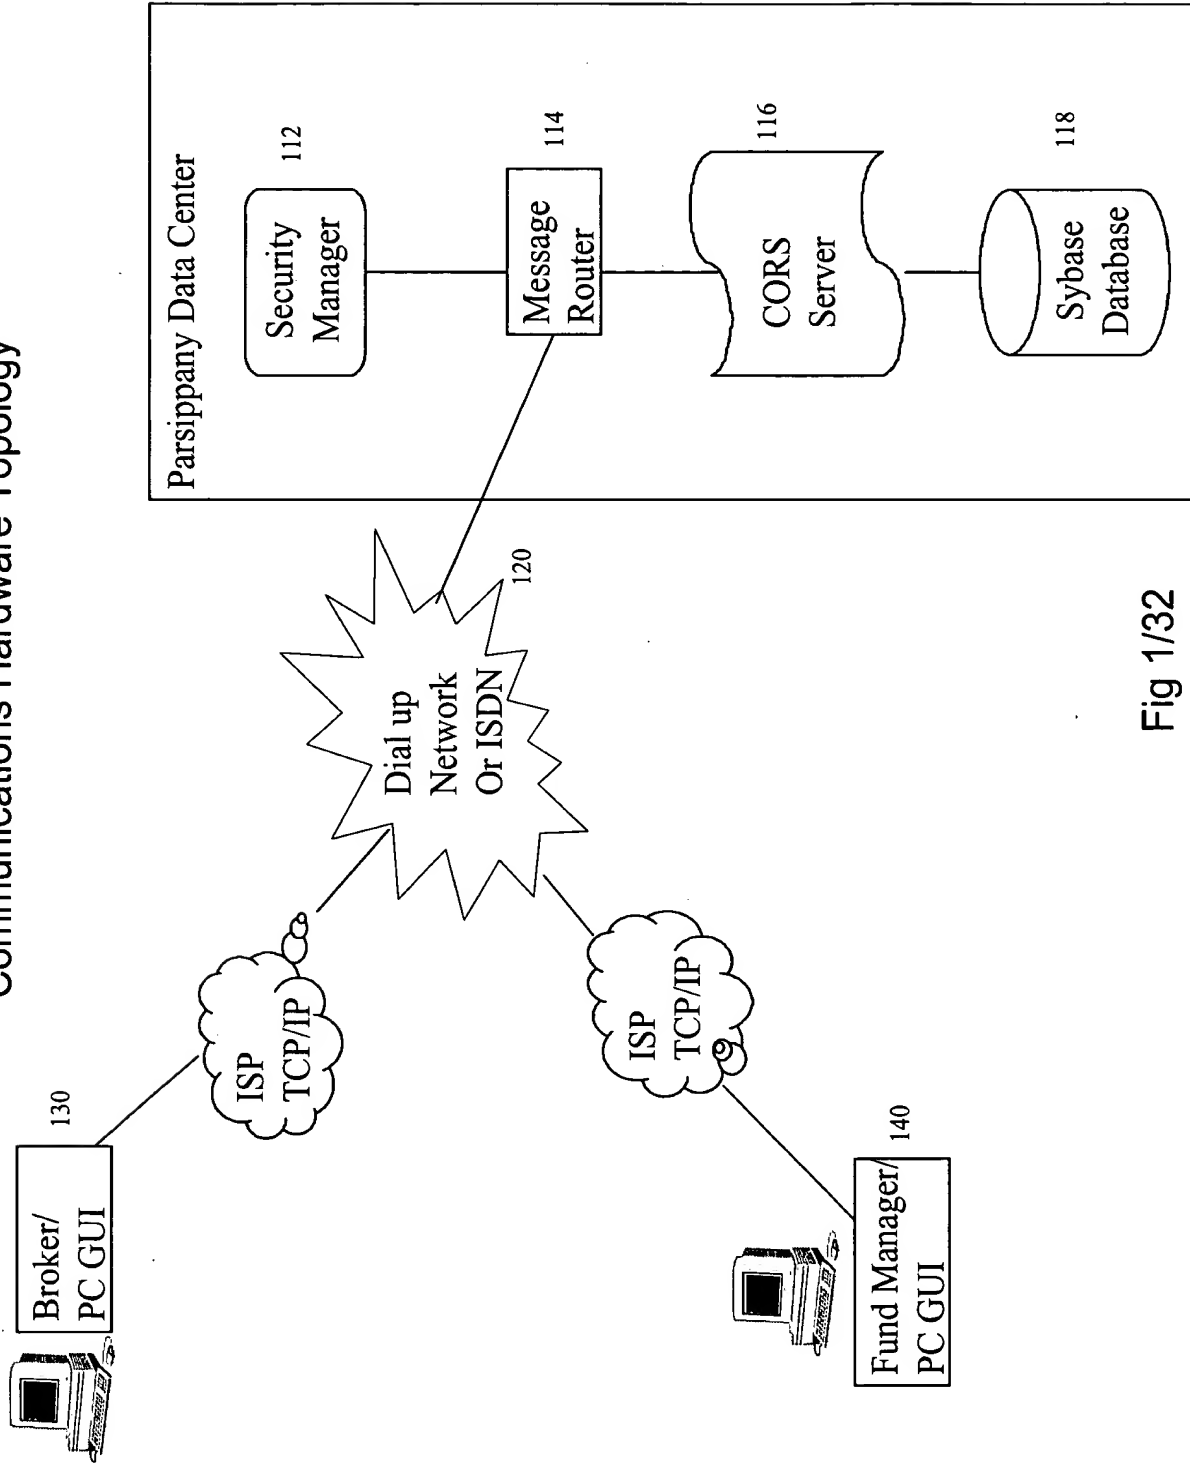 Communications Hardware Topology
Parsippany Data Center
Security
Manager
112
Message
Router
114
CORS
Server
116
Sybase
Database
118
Dial up
Network
Or ISDN
120
ISP
TCP/IP
ISP
TCP/IP
Broker/
PC GUI
130
Fund Manager/
PC GUI
140
Fig 1/32